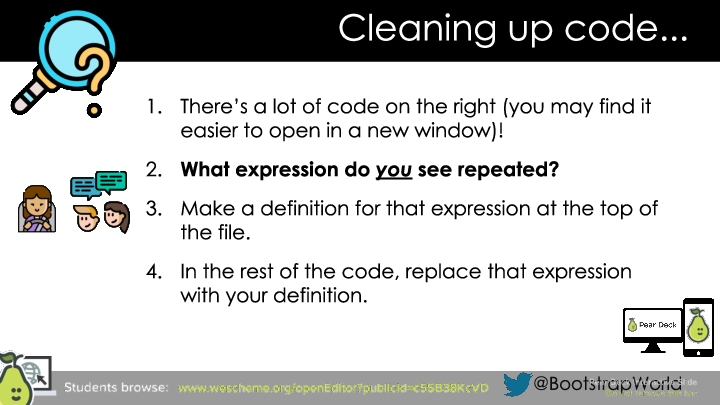 Cleaning up code...
1. There's a lot of code on the right (you may find it
easier to open in a new window)!
2. What expression do you see repeated?
3. Make a definition for that expression at the top of
the file.
4. In the rest of the code, replace that expression
with your definition.
Pear Deck
Students browse: www.wescheme.org/openEditor?publicId=c55B38KcVD
@BootstrapWorld